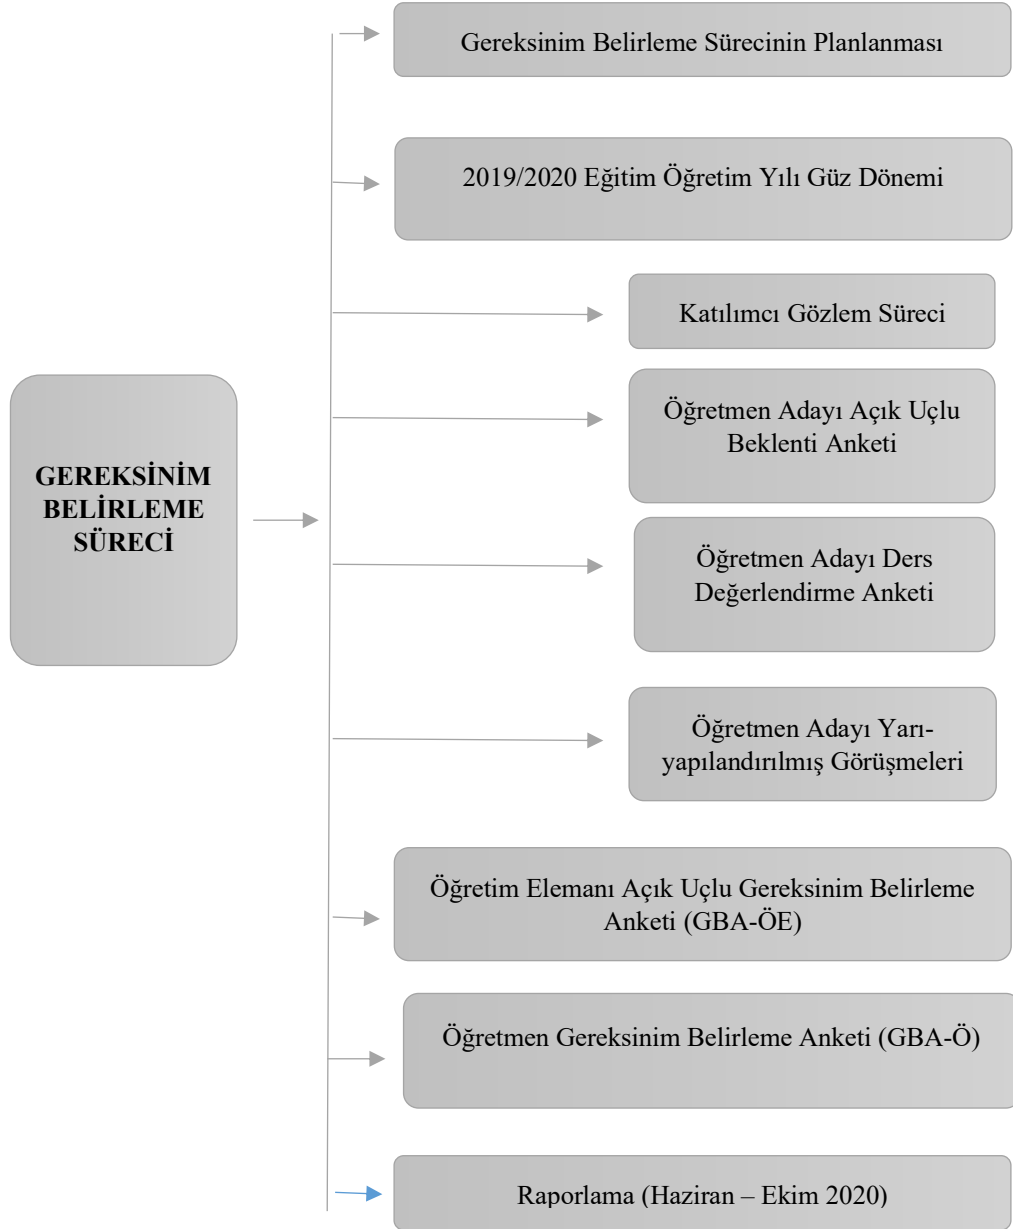 Gereksinim Belirleme Sürecinin Planlanması
2019/2020 Eğitim Öğretim Yılı Güz Dönemi
Katılımcı Gözlem Süreci
Öğretmen Adayı Açık Uçlu
Beklenti Anketi
GEREKSİNİM
BELİRLEME
SÜRECİ
Öğretmen Adayı Ders
Değerlendirme Anketi
Öğretmen Adayı Yarı-
yapılandırılmış Görüşmeleri
Öğretim Elemanı Açık Uçlu Gereksinim Belirleme
Anketi (GBA-ÖE)
Öğretmen Gereksinim Belirleme Anketi (GBA-Ö)
Raporlama (Haziran – Ekim 2020)